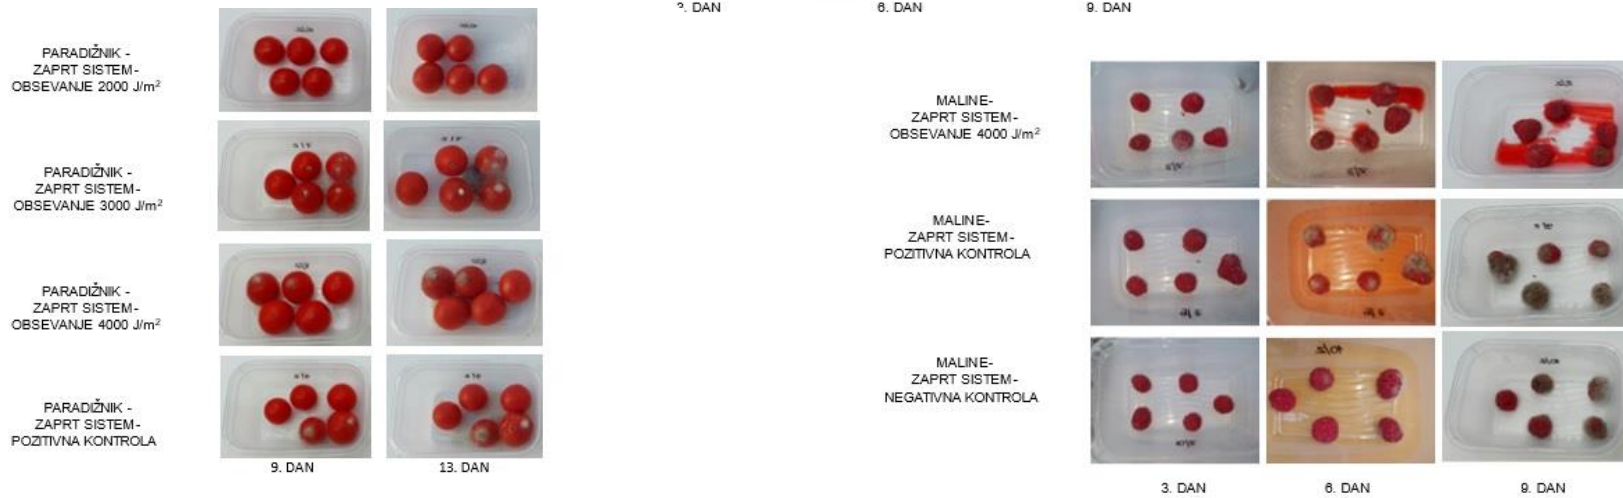 3. DAN
6. DAN
9. DAN
PARADIŽNIK -
ZAPRT SISTEM-
OBSEVANJE 2000 J/m²
PARADIŽNIK -
ZAPRT SISTEM-
OBSEVANJE 3000 J/m²
PARADIŽNIK -
ZAPRT SISTEM-
OBSEVANJE 4000 J/m²
PARADIŽNIK -
ZAPRT SISTEM-
POZITIVNA KONTROLA
9. DAN
13. DAN
MALINE-
ZAPRT SISTEM-
OBSEVANJE 4000 J/m²
MALINE-
ZAPRT SISTEM-
POZITIVNA KONTROLA
MALINE-
ZAPRT SISTEM-
NEGATIVNA KONTROLA
3. DAN
6. DAN
9. DAN